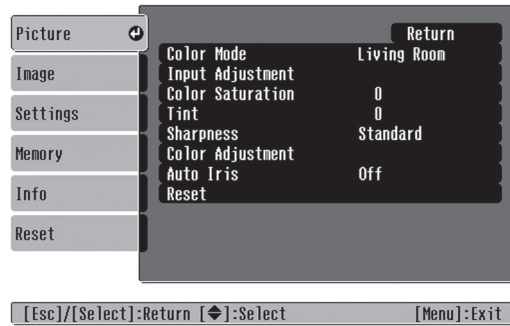 Picture
Image
Settings
Memory
Info
Reset
Return
Color Mode Living Room
Input Adjustment
Color Saturation 0
Tint 0
Sharpness Standard
Color Adjustment
Auto Iris Off
Reset
[Esc]/[Select]:Return [◆]:Select [Menu]:Exit